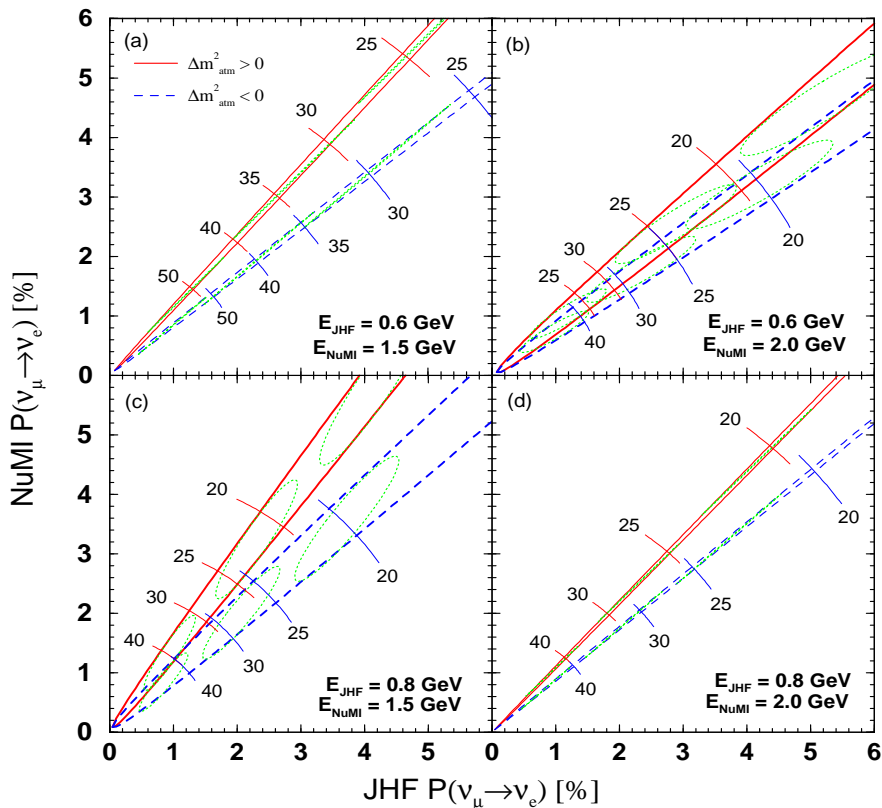 NuMI P(ν_μ→ν_e) [%]
6
5
4
3
2
1
0
(a)
Δm²_atm > 0
Δm²_atm < 0
25
25
30
30
35
35
40
40
50
50
E_JHF = 0.6 GeV
E_NuMI = 1.5 GeV
(b)
20
20
25
25
30
30
25
40
E_JHF = 0.6 GeV
E_NuMI = 2.0 GeV
5
4
3
2
1
0
(c)
20
20
25
25
30
30
40
40
E_JHF = 0.8 GeV
E_NuMI = 1.5 GeV
(d)
20
20
25
25
30
30
40
40
E_JHF = 0.8 GeV
E_NuMI = 2.0 GeV
0 1 2 3 4 5 0 1 2 3 4 5 6
JHF P(ν_μ→ν_e) [%]